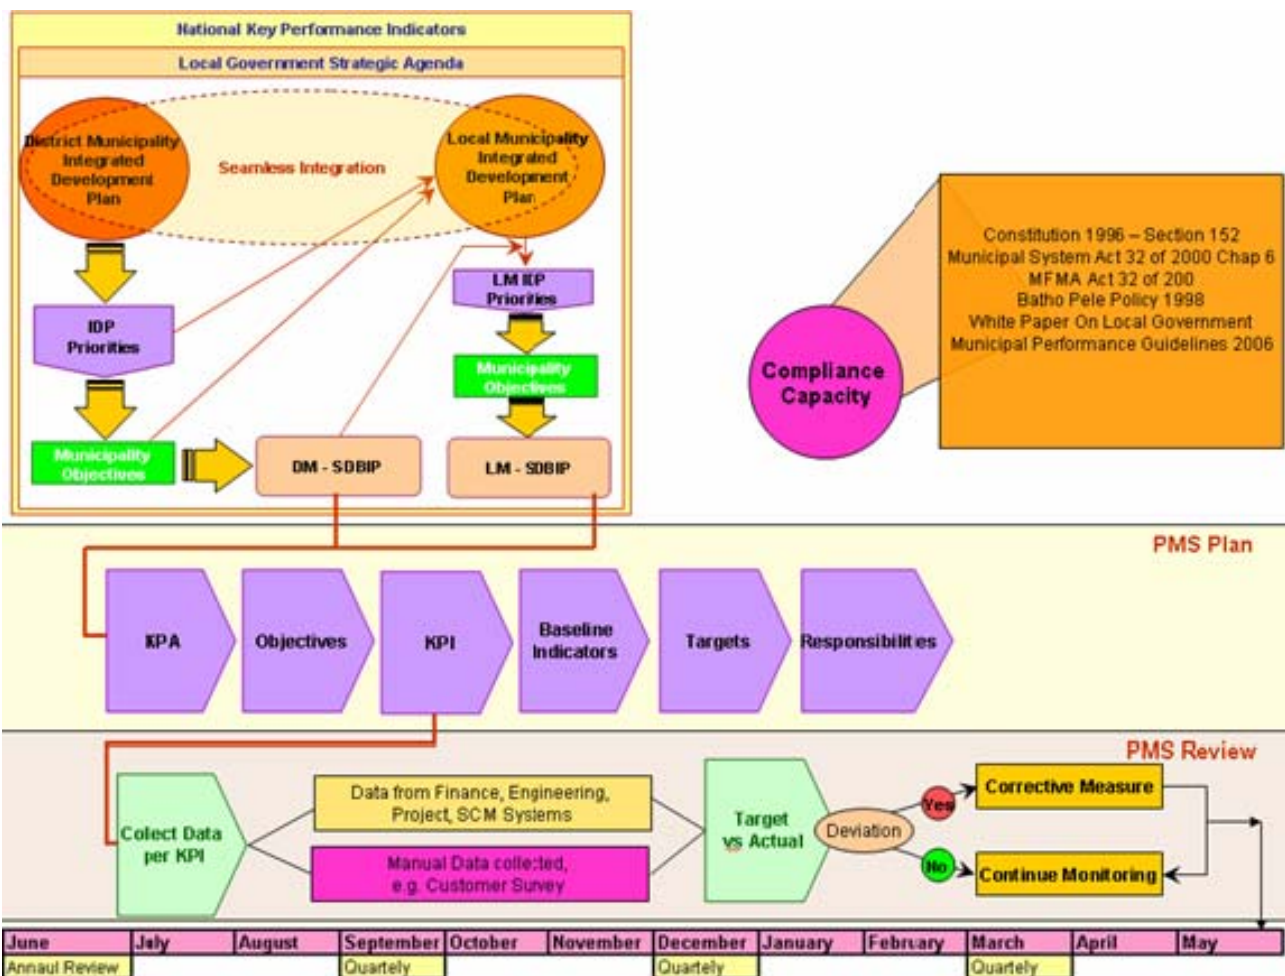 National Key Performance Indicators
Local Government Strategic Agenda
District Municipality
Integrated
Development
Plan
Seamless Integration
Local Municipality
Integrated
Development
Plan
IDP
Priorities
LM IDP
Priorities
Municipality
Objectives
Municipality
Objectives
DM - SDBIP
LM - SDBIP
Compliance
Capacity
Constitution 1996 – Section 152
Municipal System Act 32 of 2000 Chap 6
MFMA Act 32 of 200
Batho Pele Policy 1998
White Paper On Local Government
Municipal Performance Guidelines 2006
PMS Plan
KPA
Objectives
KPI
Baseline
Indicators
Targets
Responsibilities
PMS Review
Colect Data
per KPI
Data from Finance, Engineering,
Project, SCM Systems
Manual Data collected,
e.g. Customer Survey
Target
vs Actual
Deviation
Yes
No
Corrective Measure
Continue Monitoring
June July August September October November December January February March April May
Annaul Review Quartely Quartely Quartely